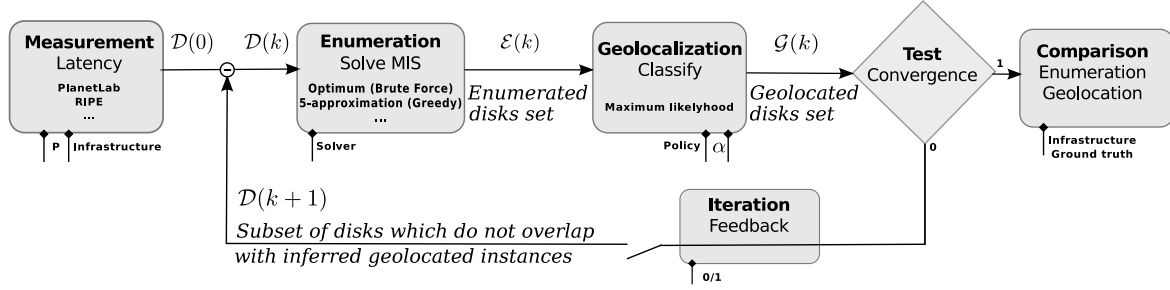 Measurement
Latency
PlanetLab
RIPE
...
P
Infrastructure
𝒟(0)
𝒟(k)
Enumeration
Solve MIS
Optimum (Brute Force)
5-approximation (Greedy)
...
Solver
ℰ(k)
Enumerated
disks set
Geolocalization
Classify
Maximum likelyhood
Policy
α
𝒢(k)
Geolocated
disks set
Test
Convergence
1
0
Comparison
Enumeration
Geolocation
Infrastructure
Ground truth
𝒟(k + 1)
Subset of disks which do not overlap
with inferred geolocated instances
Iteration
Feedback
0/1